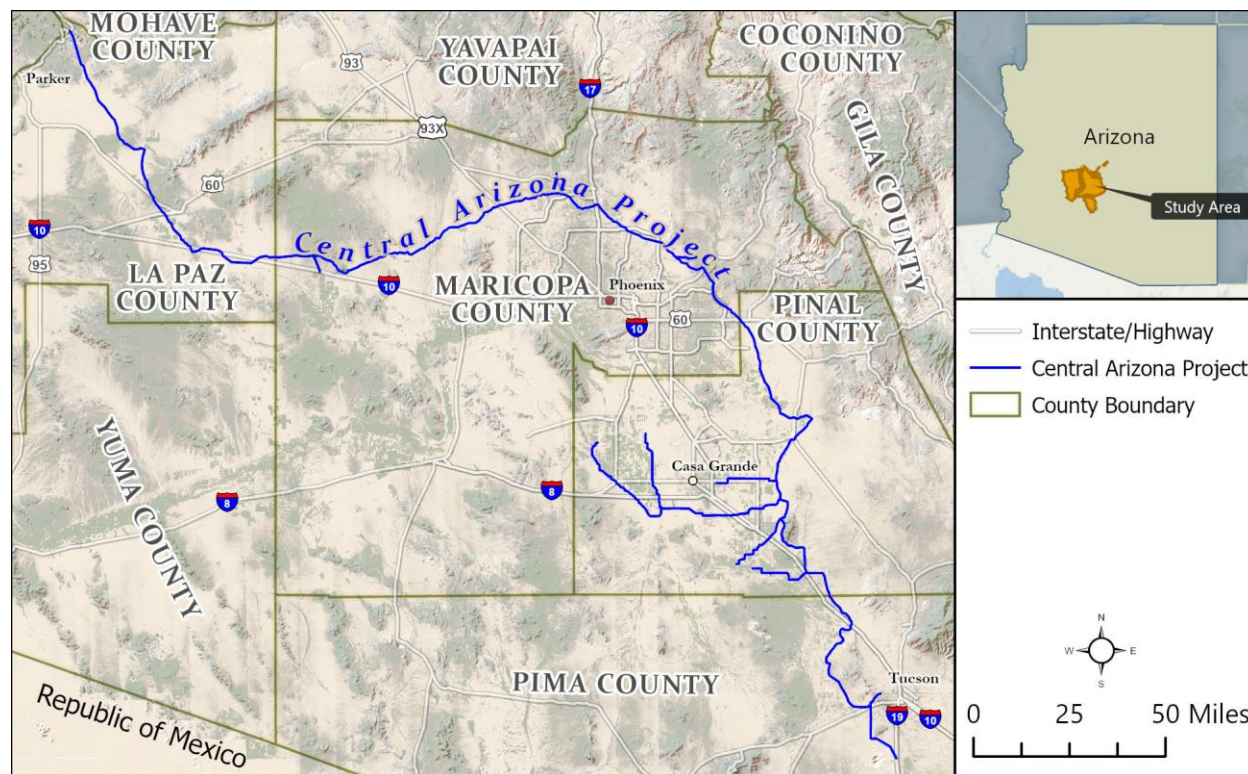 MOHAVE
COUNTY
Parker
YAVAPAI
COUNTY
COCONINO
COUNTY
GILA COUNTY
93
17
93X
60
10
95
LA PAZ
COUNTY
Central Arizona Project
10
MARICOPA
COUNTY
Phoenix
10
60
PINAL
COUNTY
YUMA COUNTY
8
8
Casa Grande
PIMA COUNTY
Tucson
19
10
Republic of Mexico
Arizona
Study Area
Interstate/Highway
Central Arizona Project
County Boundary
N
W
E
S
0 25 50 Miles